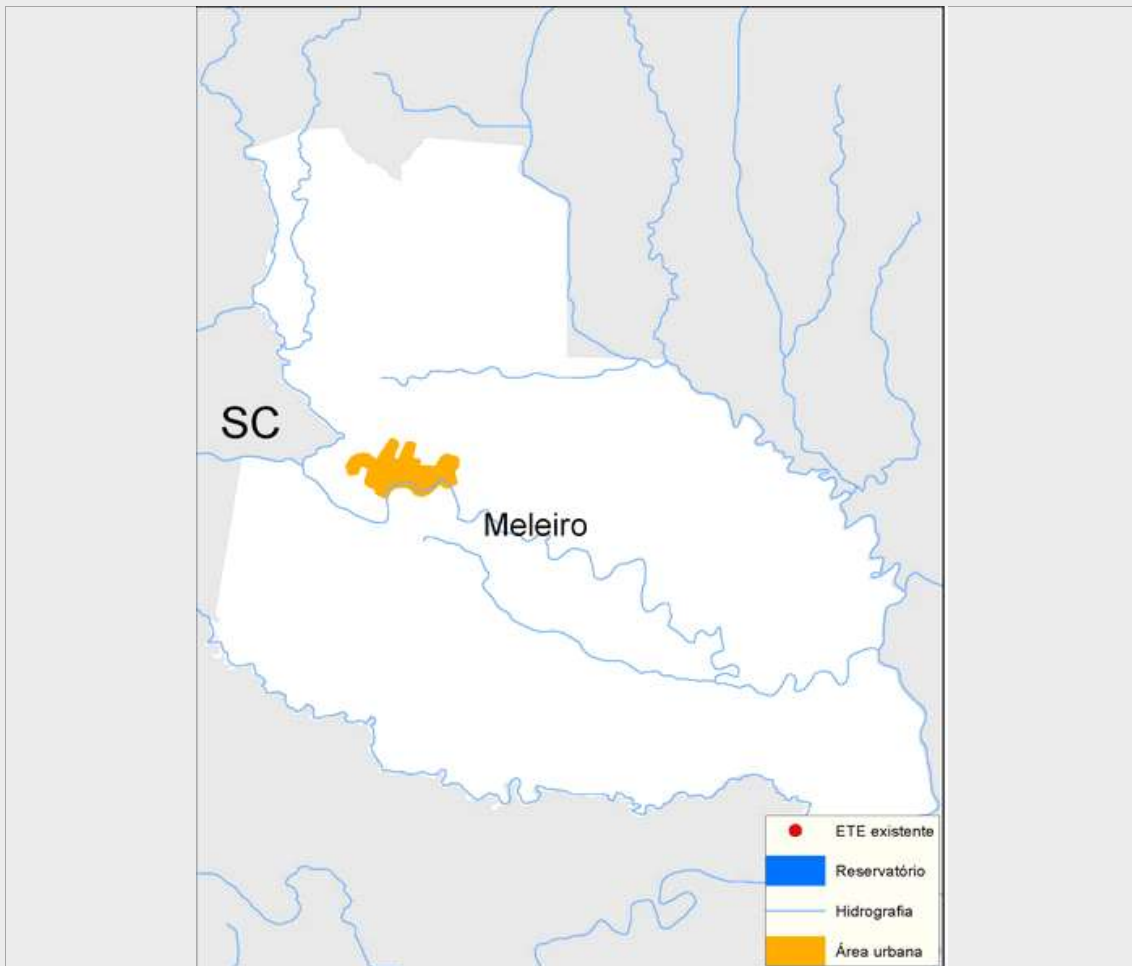 SC
Meleiro
ETE existente
Reservatório
Hidrografia
Área urbana